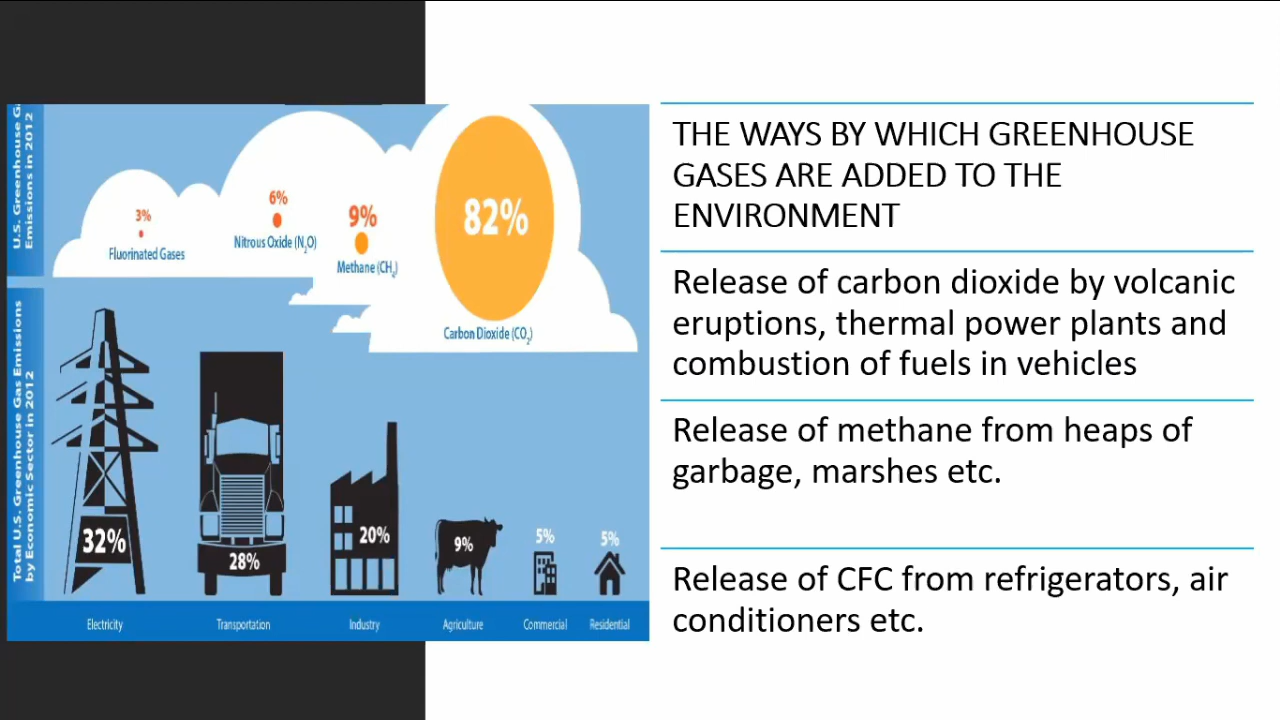 U.S. Greenhouse G
Emissions in 2012
3%
Fluorinated Gases
6%
Nitrous Oxide (N₂O)
9%
Methane (CH₄)
82%
Carbon Dioxide (CO₂)
Total U.S. Greenhouse Gas Emissions
by Economic Sector in 2012
32%
28%
20%
9%
5%
5%
Electricity
Transportation
Industry
Agriculture
Commercial
Residential
THE WAYS BY WHICH GREENHOUSE
GASES ARE ADDED TO THE
ENVIRONMENT
Release of carbon dioxide by volcanic
eruptions, thermal power plants and
combustion of fuels in vehicles
Release of methane from heaps of
garbage, marshes etc.
Release of CFC from refrigerators, air
conditioners etc.